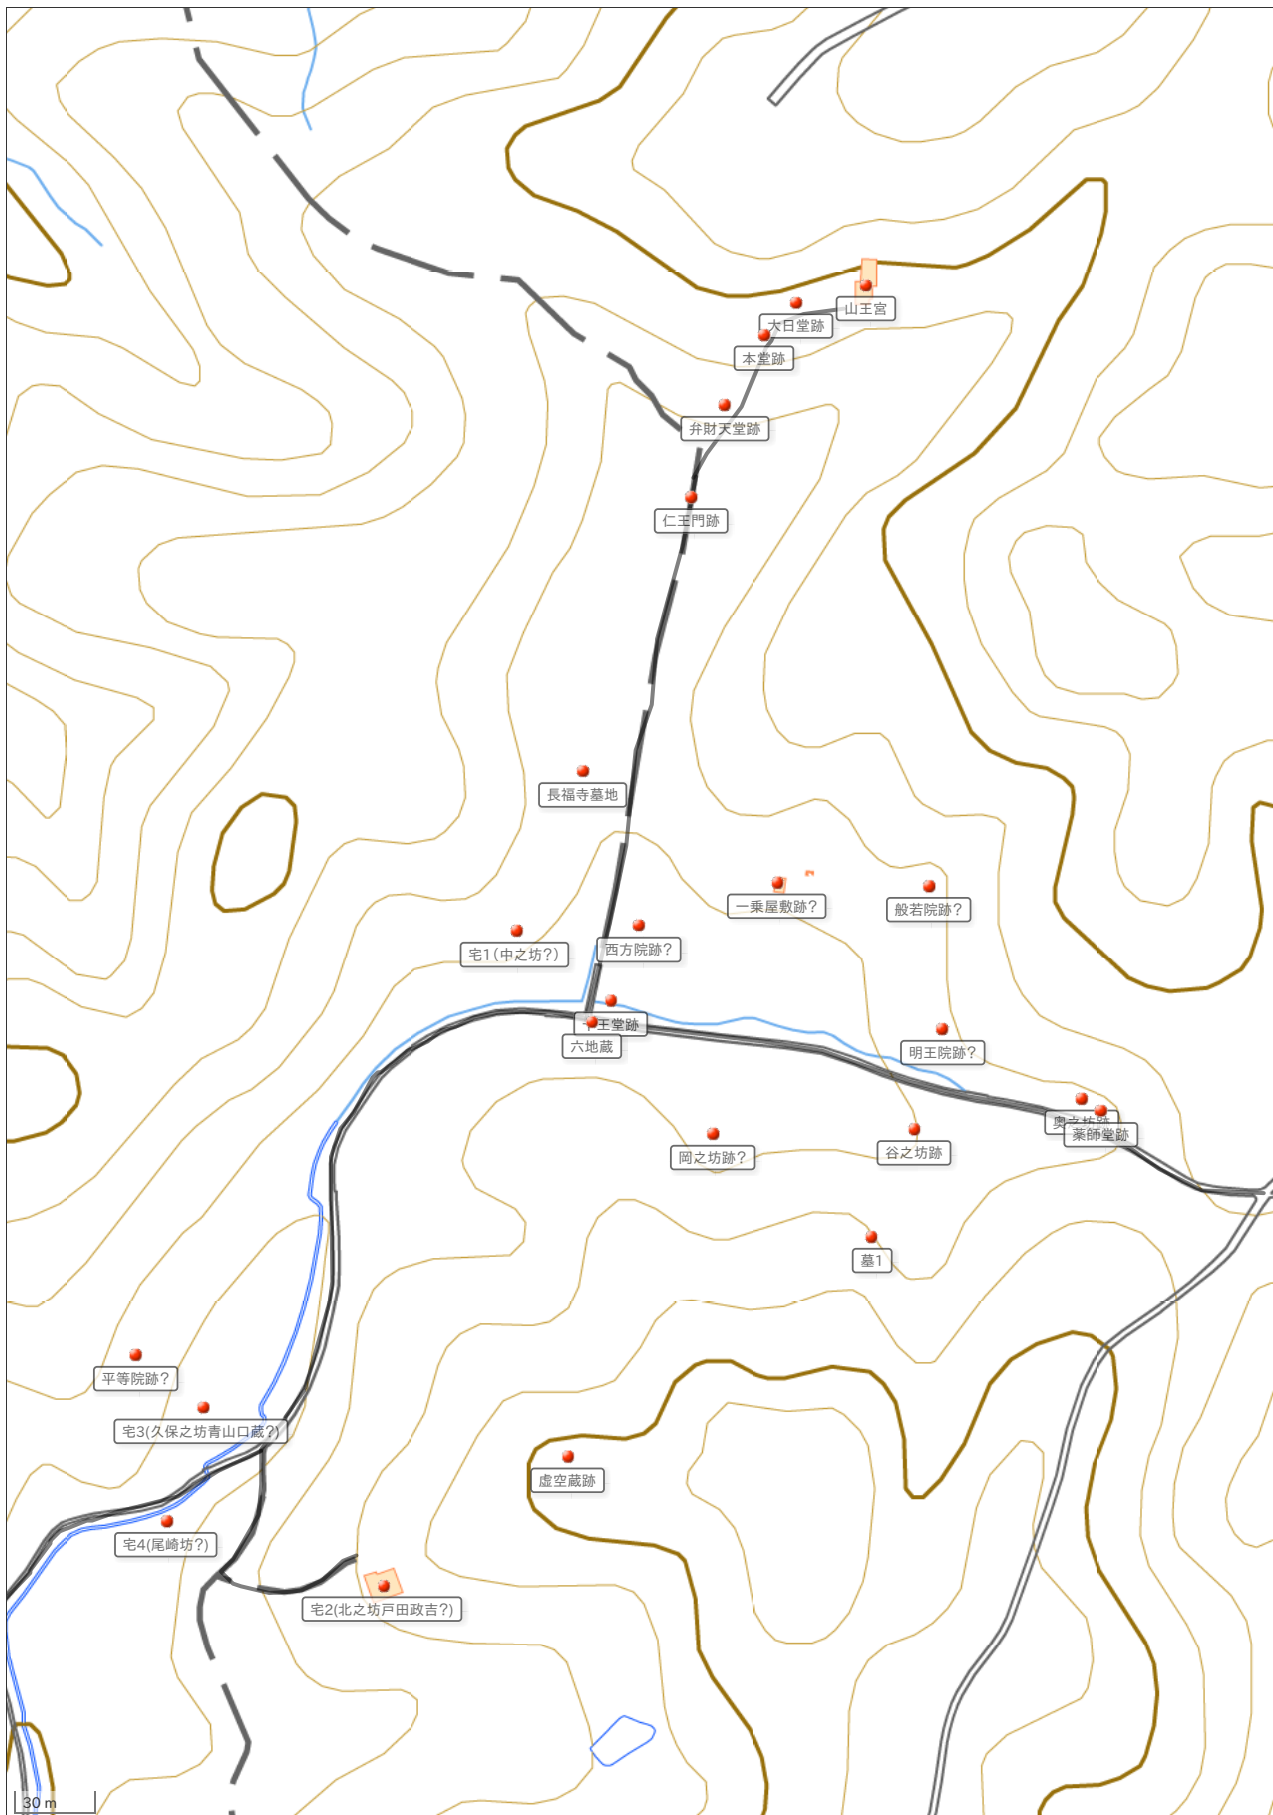 山王宮
大日堂跡
本堂跡
弁財天堂跡
仁王門跡
長福寺墓地
一乗屋敷跡?
般若院跡?
宅1(中之坊?)
西方院跡?
王堂跡
六地蔵
明王院跡?
奥之坊跡
薬師堂跡
岡之坊跡?
谷之坊跡
墓1
平等院跡?
宅3(久保之坊青山口蔵?)
虚空蔵跡
宅4(尾崎坊?)
宅2(北之坊戸田政吉?)
30 m